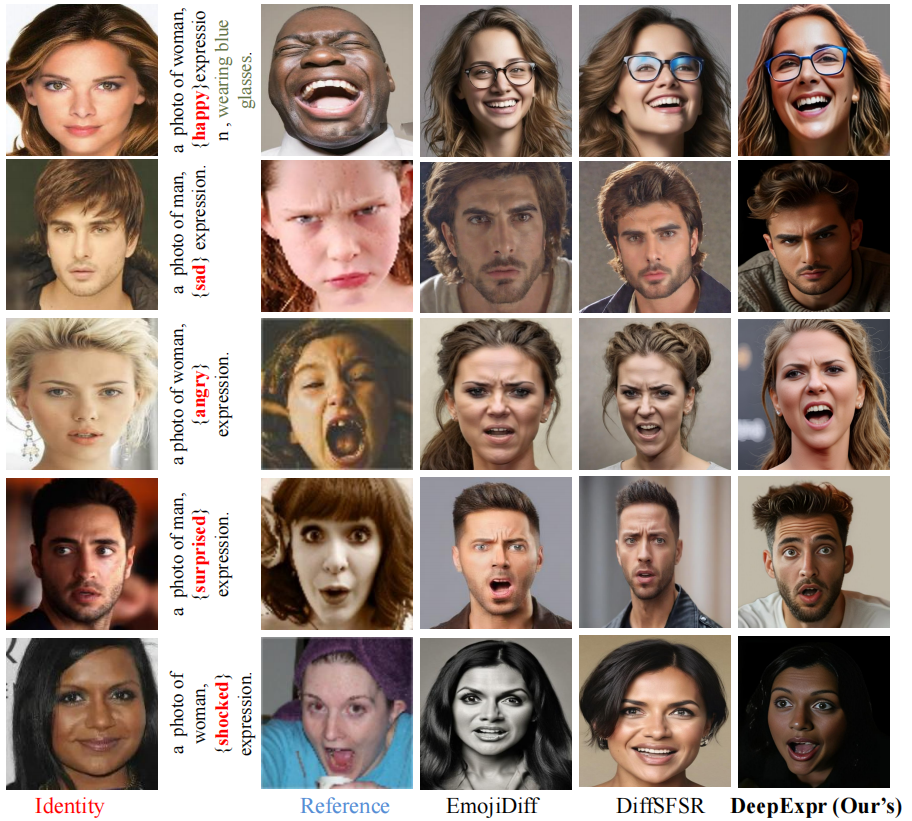 a photo of woman,
{happy}expressio
n , wearing blue
glasses.
a photo of man,
{sad} expression.
a photo of woman,
{angry}
expression.
a photo of man,
{surprised}
expression.
a photo of
woman,
{shocked}
expression.
Identity
Reference
EmojiDiff
DiffSFSR
DeepExpr (Our's)